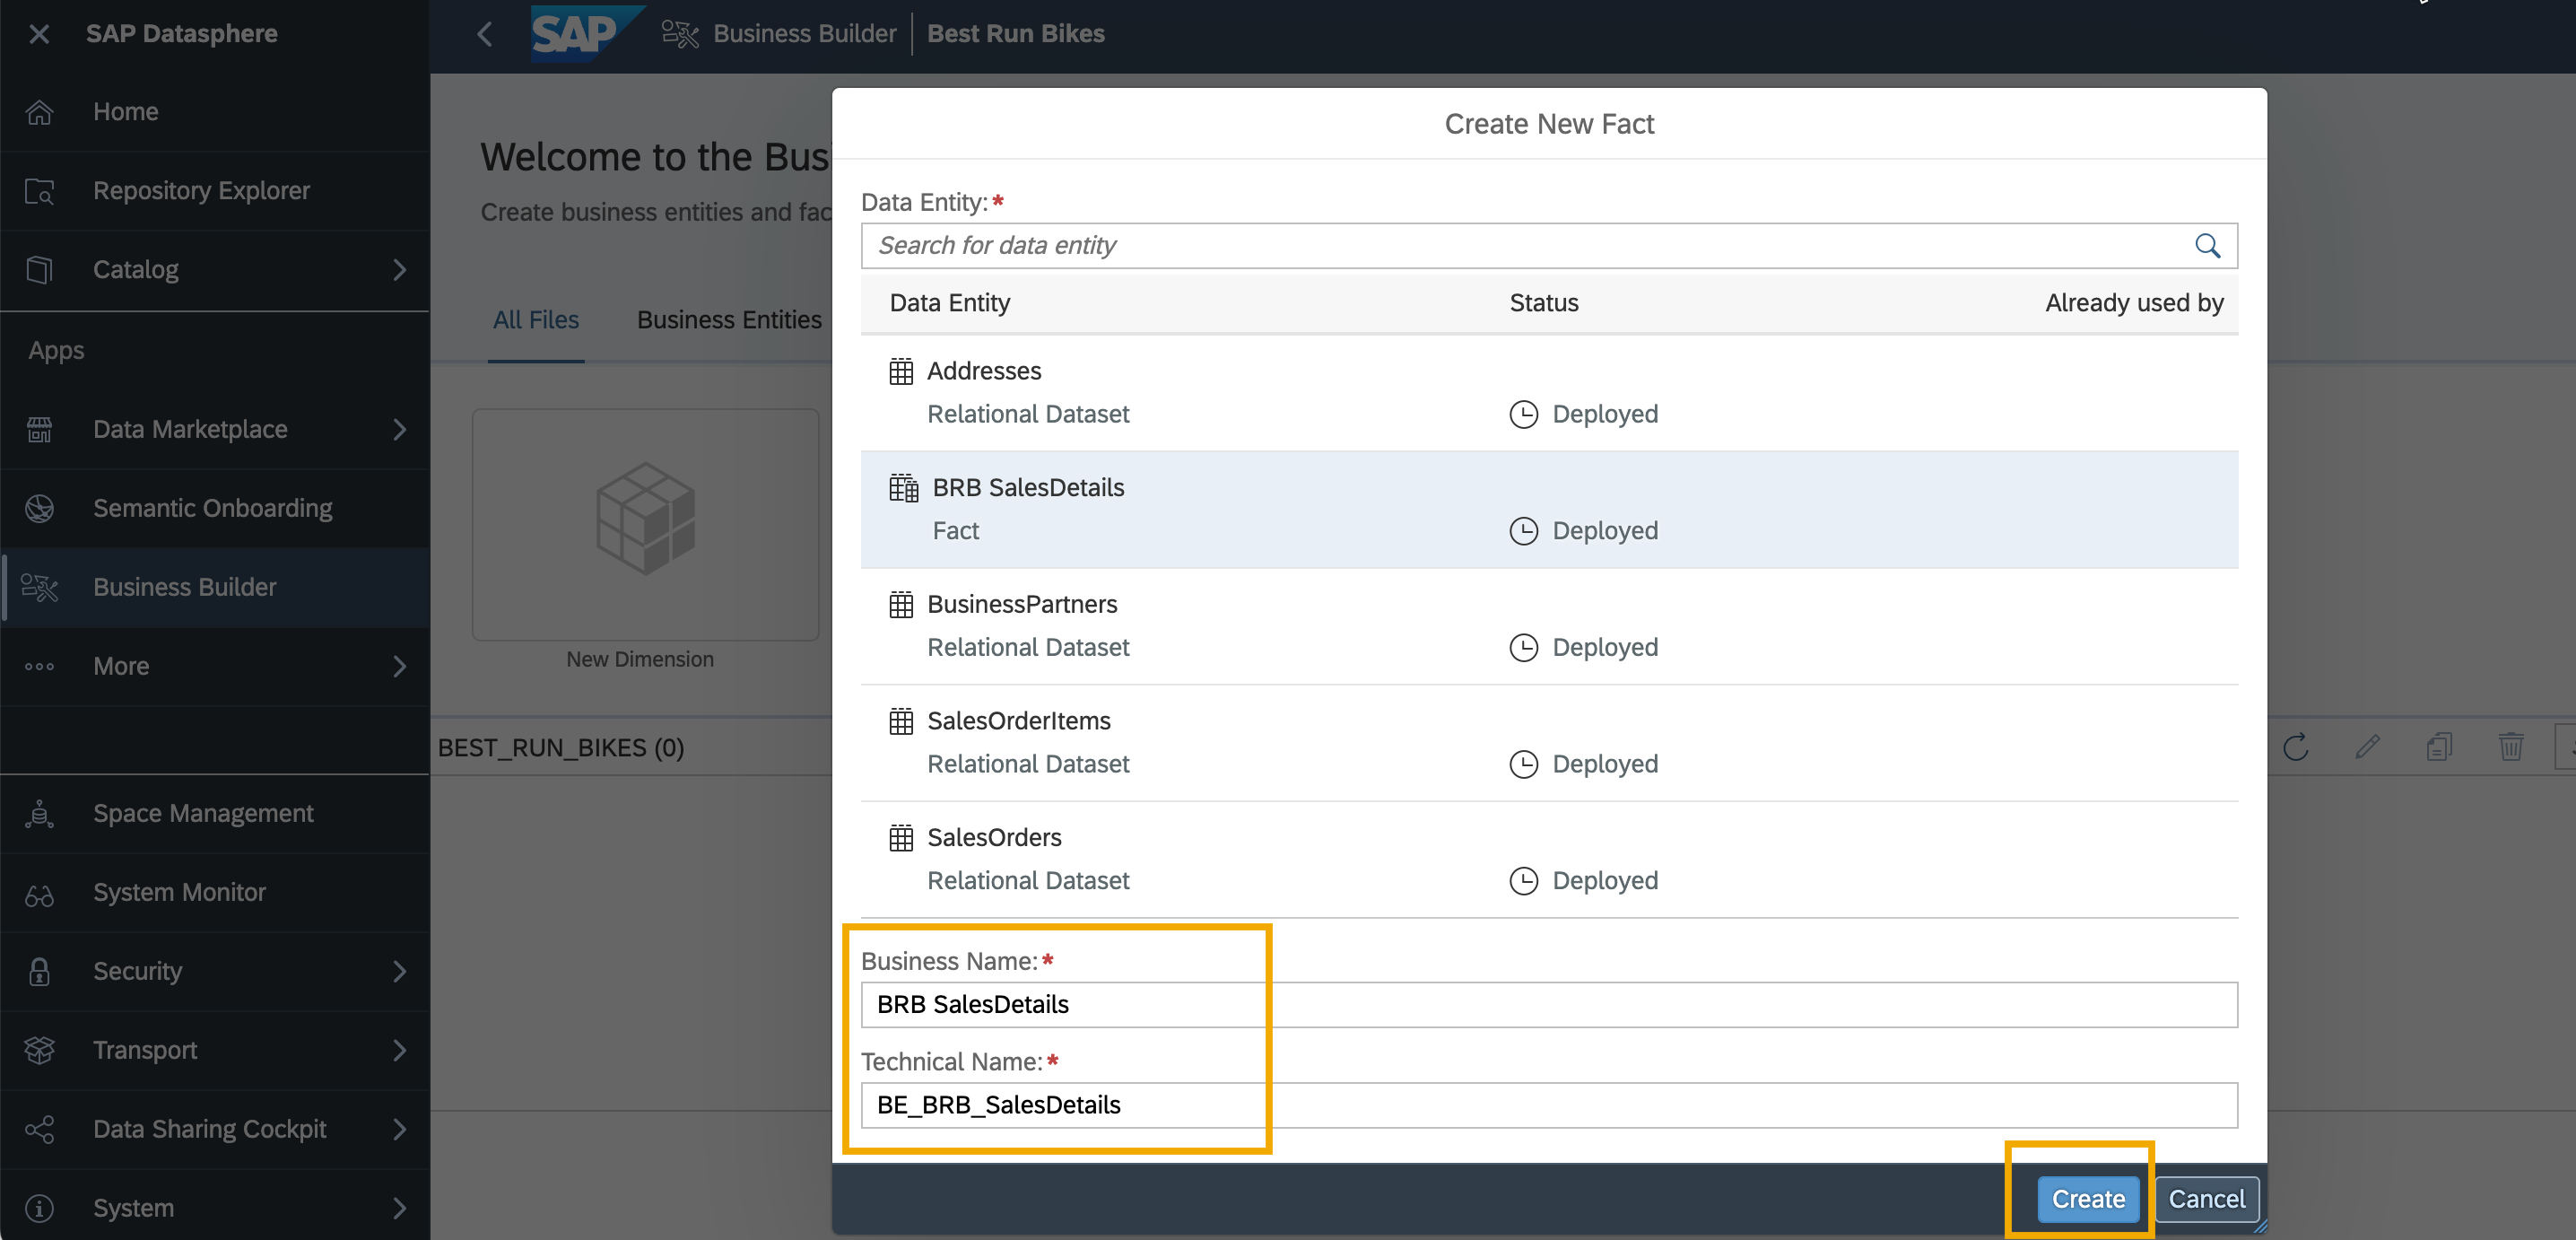 SAP Datasphere
Home
Repository Explorer
Catalog
Apps
Data Marketplace
Semantic Onboarding
Business Builder
More
Space Management
System Monitor
Security
Transport
Data Sharing Cockpit
System
SAP Business Builder Best Run Bikes
Welcome to the Busi
Create business entities and fac
All Files Business Entities
New Dimension
BEST_RUN_BIKES (0)
Create New Fact
Data Entity:*
Search for data entity
Data Entity Status Already used by
Addresses
Relational Dataset Deployed
BRB SalesDetails
Fact Deployed
BusinessPartners
Relational Dataset Deployed
SalesOrderItems
Relational Dataset Deployed
SalesOrders
Relational Dataset Deployed
Business Name:*
BRB SalesDetails
Technical Name:*
BE_BRB_SalesDetails
Create Cancel